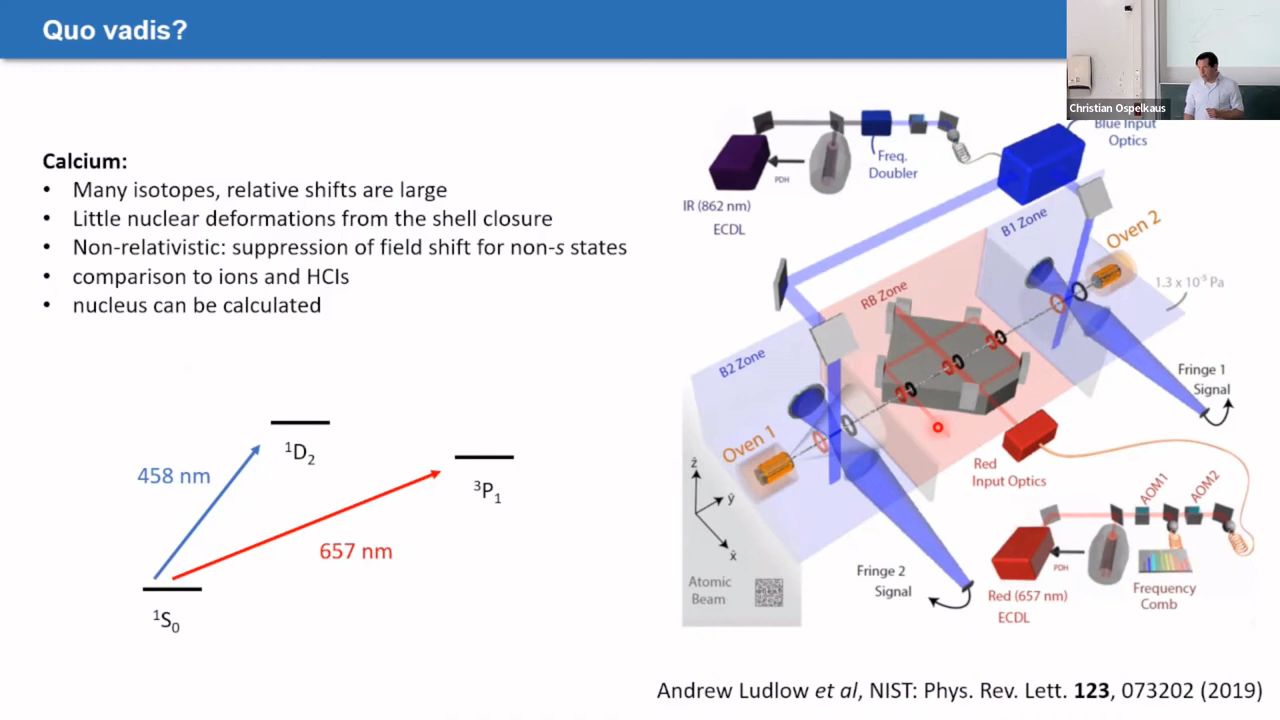 Quo vadis?
Christian Ospelkaus
Calcium:
• Many isotopes, relative shifts are large
• Little nuclear deformations from the shell closure
• Non-relativistic: suppression of field shift for non-s states
• comparison to ions and HCIs
• nucleus can be calculated
458 nm
¹D₂
³P₁
657 nm
¹S₀
Blue Input
Optics
Freq.
Doubler
PDH
IR (862 nm)
ECDL
B1 Zone
Oven 2
1.3 x 10⁻⁵ Pa
RB Zone
B2 Zone
Fringe 1
Signal
Oven 1
Red
Input Optics
ẑ
ŷ
x̂
AOM1
AOM2
Atomic
Beam
Fringe 2
Signal
PDH
Red (657 nm)
ECDL
Frequency
Comb
Andrew Ludlow et al, NIST: Phys. Rev. Lett. 123, 073202 (2019)